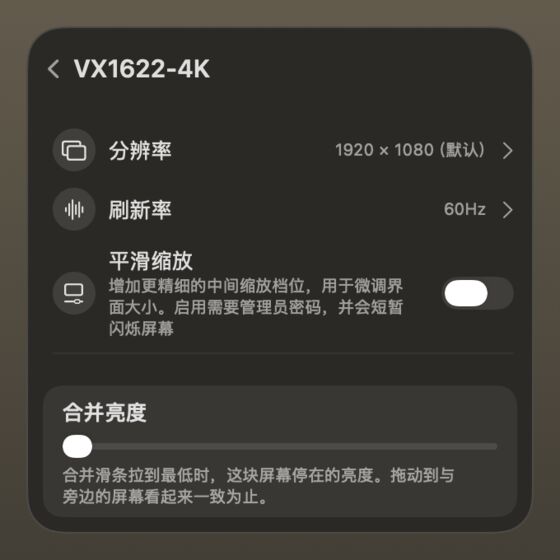 VX1622-4K
分辨率 1920 × 1080 (默认)
刷新率 60Hz
平滑缩放
增加更精细的中间缩放档位，用于微调界
面大小。启用需要管理员密码，并会短暂
闪烁屏幕
合并亮度
合并滑条拉到最低时，这块屏幕停在的亮度。拖动到与
旁边的屏幕看起来一致为止。